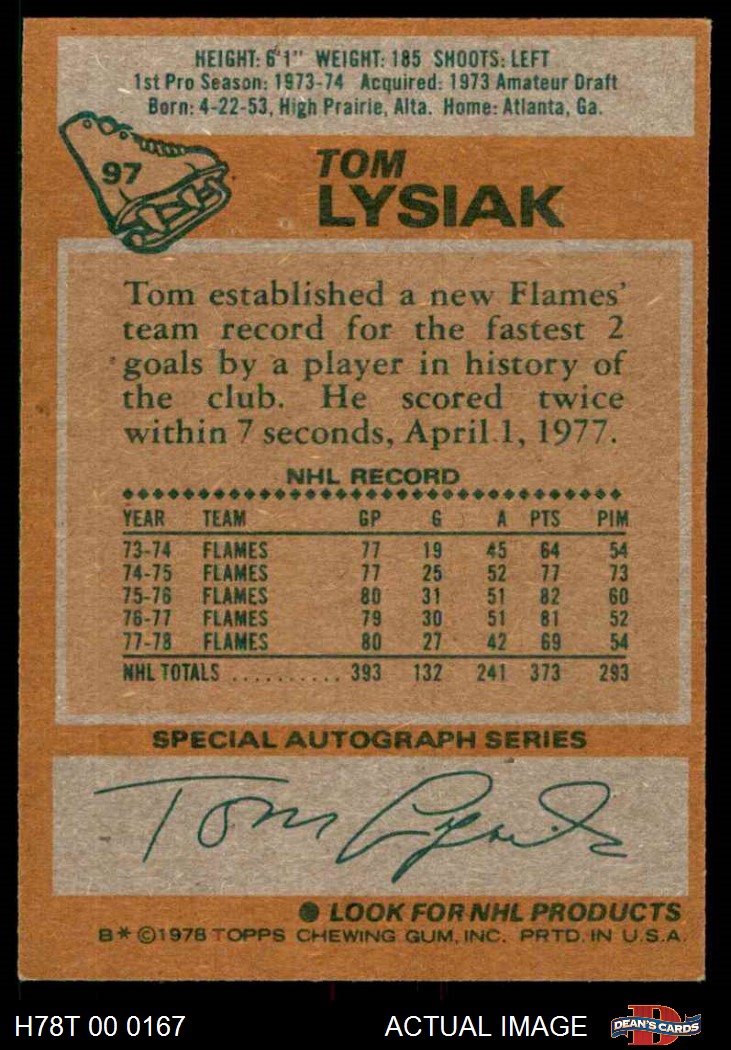 HEIGHT: 6'1" WEIGHT: 185 SHOOTS: LEFT
1st Pro Season: 1973-74 Acquired: 1973 Amateur Draft
Born: 4-22-53, High Prairie, Alta. Home: Atlanta, Ga.
97
TOM
LYSIAK
Tom established a new Flames'
team record for the fastest 2
goals by a player in history of
the club. He scored twice
within 7 seconds, April 1, 1977.
NHL RECORD
YEAR TEAM GP G A PTS PIM
73-74 FLAMES 77 19 45 64 54
74-75 FLAMES 77 25 52 77 73
75-76 FLAMES 80 31 51 82 60
76-77 FLAMES 79 30 51 81 52
77-78 FLAMES 80 27 42 69 54
NHL TOTALS .......... 393 132 241 373 293
SPECIAL AUTOGRAPH SERIES
Tom Lysiak
LOOK FOR NHL PRODUCTS
B* ©1978 TOPPS CHEWING GUM, INC. PRTD. IN U.S.A.
H78T 00 0167 ACTUAL IMAGE D DEAN'S CARDS